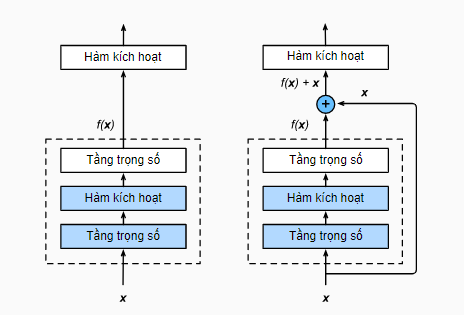 Hàm kích hoạt
f(x)
Tầng trọng số
Hàm kích hoạt
Tầng trọng số
x
Hàm kích hoạt
f(x) + x
x
+
f(x)
Tầng trọng số
Hàm kích hoạt
Tầng trọng số
x